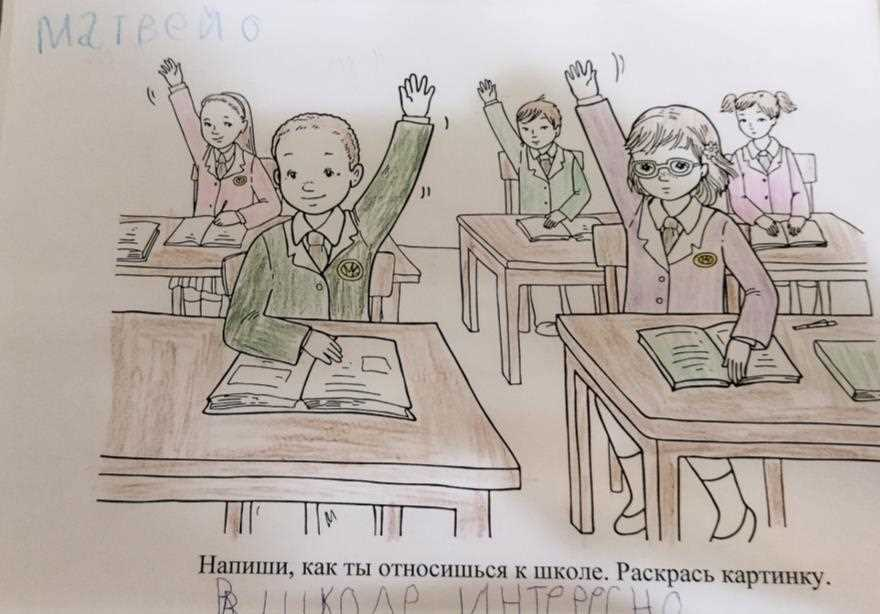 Матвей О
Напиши, как ты относишься к школе. Раскрась картинку.
В ШКОЛЕ ИНТЕРЕСНО